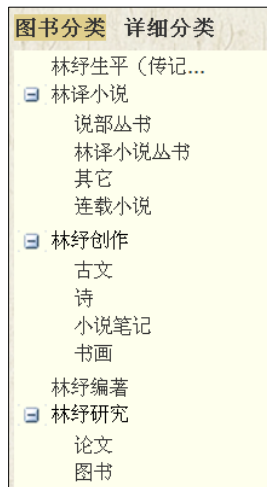 图书分类 详细分类
林纾生平（传记...
林译小说
说部丛书
林译小说丛书
其它
连载小说
林纾创作
古文
诗
小说笔记
书画
林纾编著
林纾研究
论文
图书